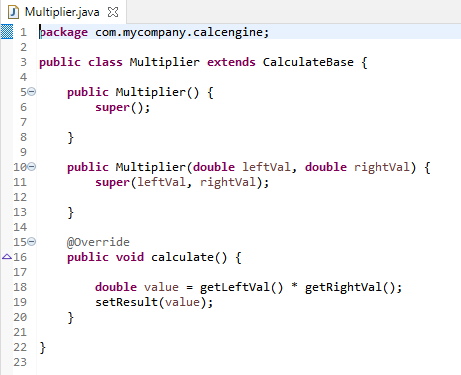 Multiplier.java
1 package com.mycompany.calcengine;
2
3 public class Multiplier extends CalculateBase {
4
5     public Multiplier() {
6         super();
7
8     }
9
10     public Multiplier(double leftVal, double rightVal) {
11         super(leftVal, rightVal);
12
13     }
14
15     @Override
16     public void calculate() {
17
18         double value = getLeftVal() * getRightVal();
19         setResult(value);
20     }
21
22 }
23